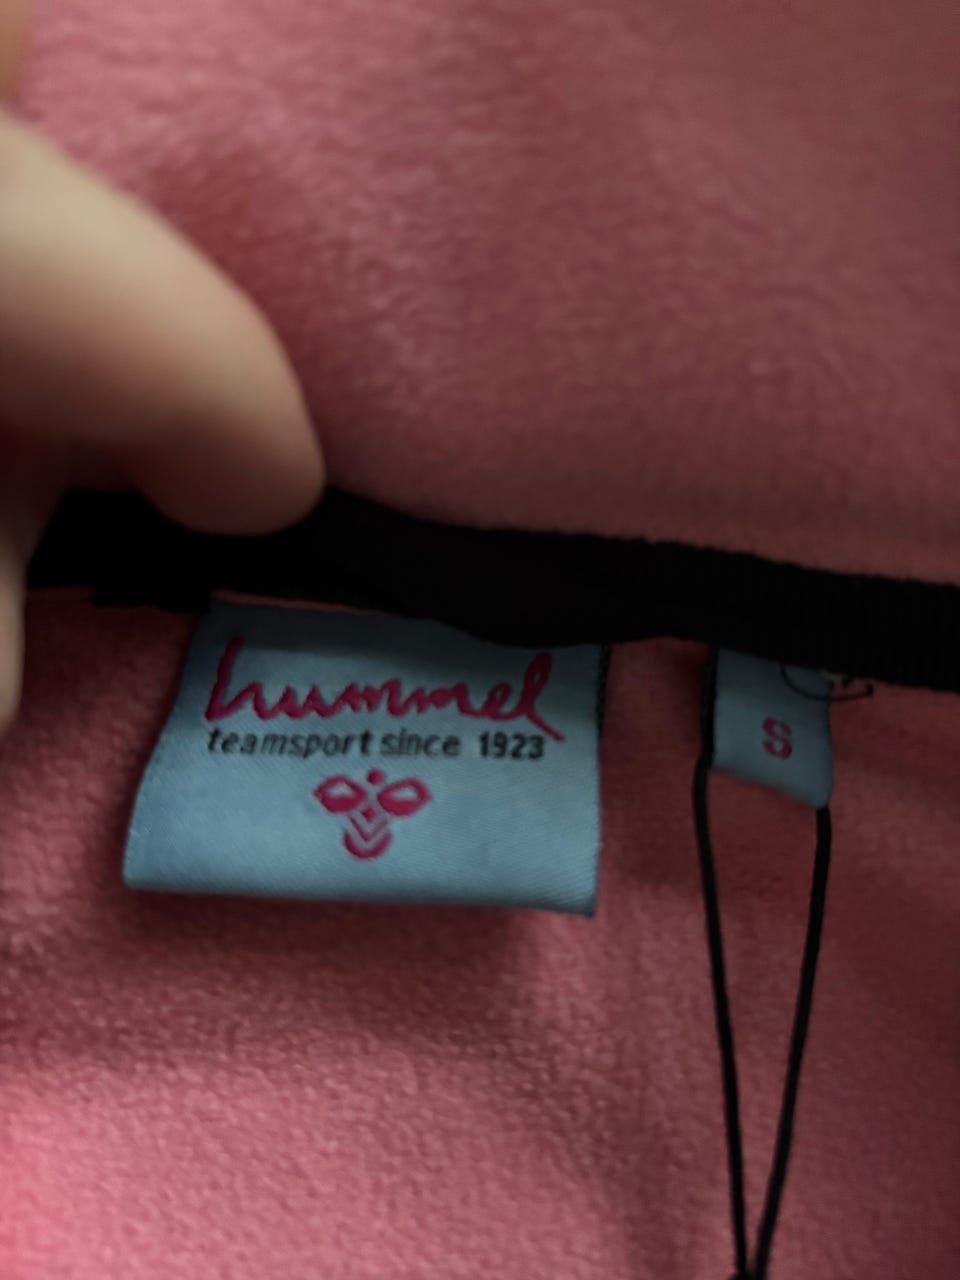 hummel
teamsport since 1923
S